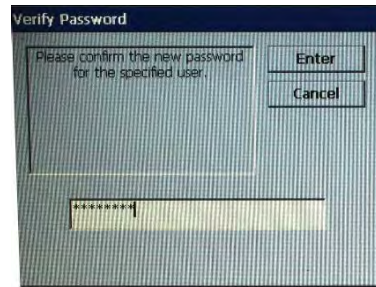 Verify Password
Please confirm the new password
for the specified user.
Enter
Cancel
********